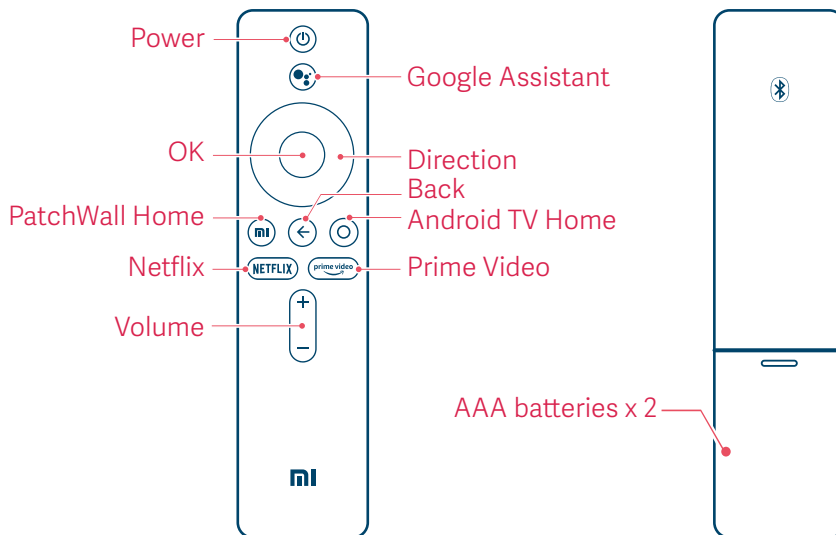 Power
Google Assistant
OK
Direction
Back
PatchWall Home
Android TV Home
mi
Netflix
NETFLIX
prime video
Prime Video
+
Volume
−
AAA batteries x 2
mi